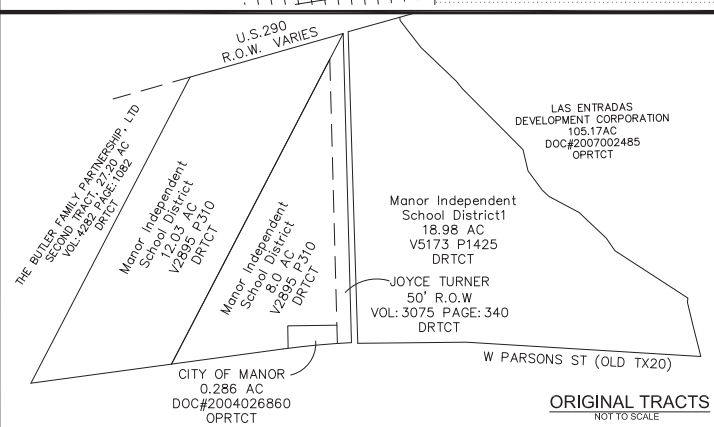 U.S.290
R.O.W. VARIES
THE BUTLER FAMILY PARTNERSHIP, LTD
SECOND TRACT, 27.20 AC
VOL:4282 PAGE:1082
DRTCT
Manor Independent
School District
12.03 AC
V2895 P310
DRTCT
Manor Independent
School District
8.0 AC
V2895 P310
DRTCT
LAS ENTRADAS
DEVELOPMENT CORPORATION
105.17AC
DOC#2007002485
OPRTCT
Manor Independent
School District1
18.98 AC
V5173 P1425
DRTCT
JOYCE TURNER
50' R.O.W
VOL:3075 PAGE:340
DRTCT
W PARSONS ST (OLD TX20)
CITY OF MANOR
0.286 AC
DOC#2004026860
OPRTCT
ORIGINAL TRACTS
NOT TO SCALE